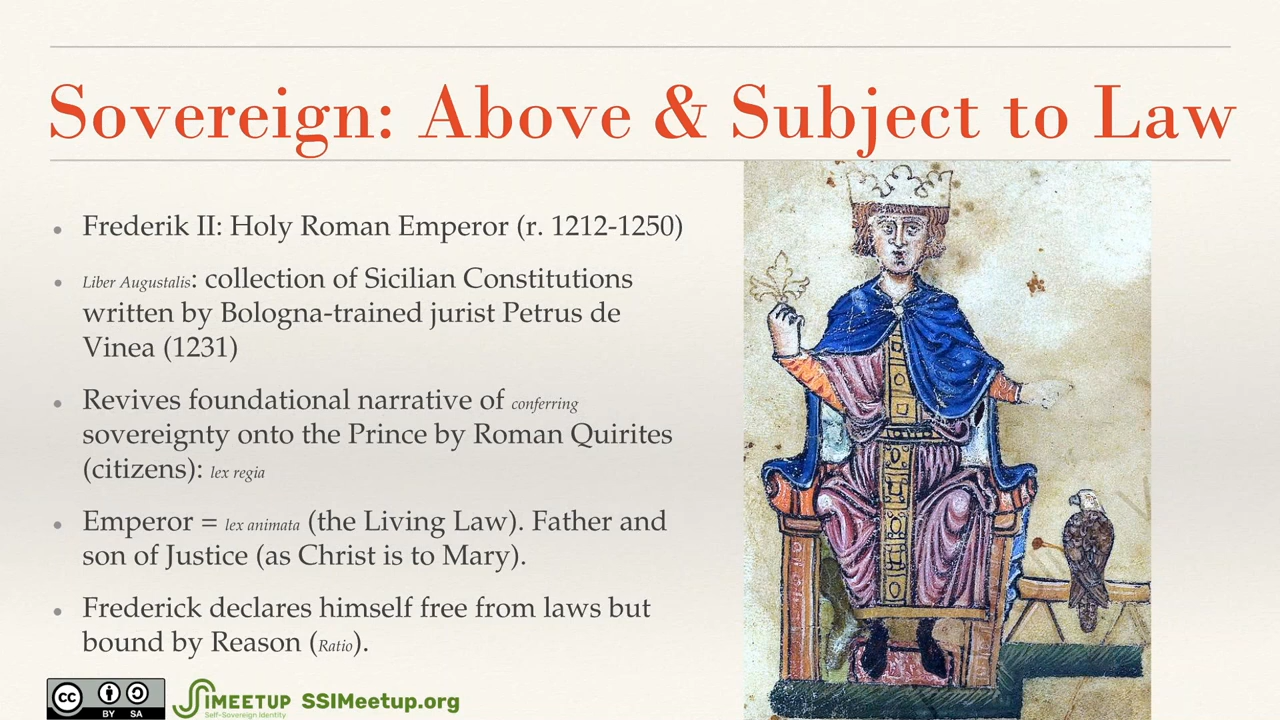 Sovereign: Above & Subject to Law
Frederik II: Holy Roman Emperor (r. 1212-1250)
Liber Augustalis: collection of Sicilian Constitutions
written by Bologna-trained jurist Petrus de
Vinea (1231)
Revives foundational narrative of conferring
sovereignty onto the Prince by Roman Quirites
(citizens): lex regia
Emperor = lex animata (the Living Law). Father and
son of Justice (as Christ is to Mary).
Frederick declares himself free from laws but
bound by Reason (Ratio).
cc BY SA
SSIMEETUP SSIMeetup.org
Self-Sovereign Identity